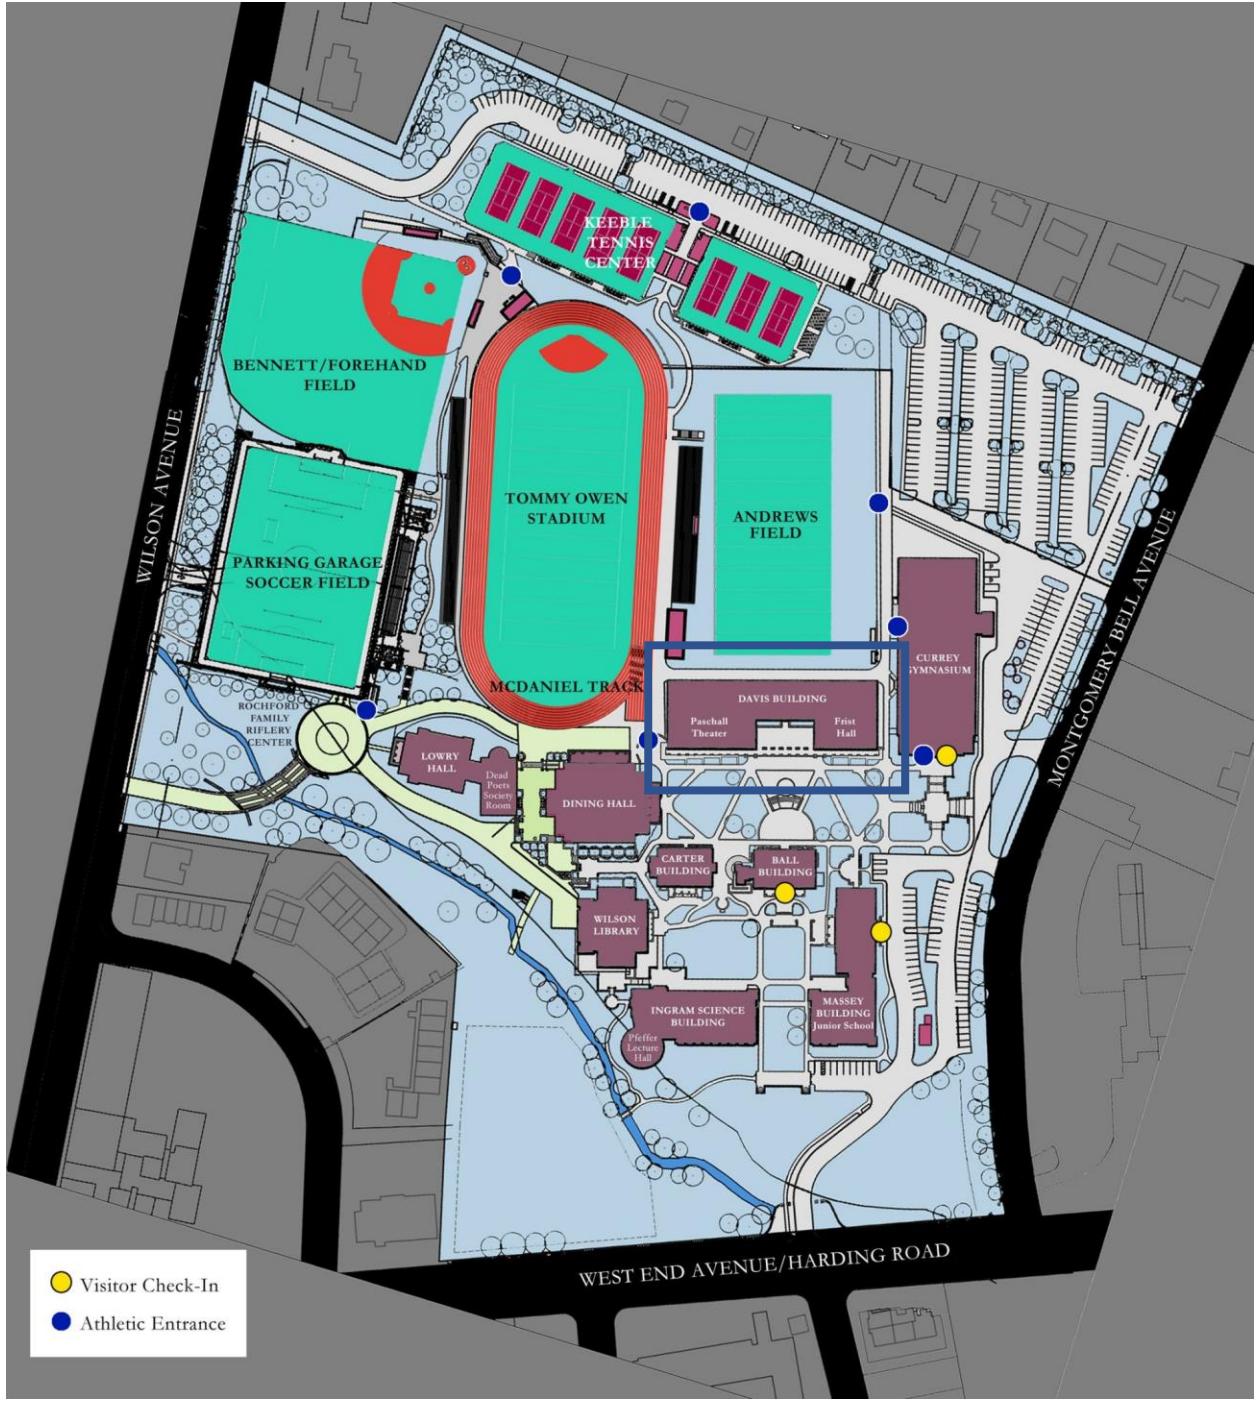 KEEBLE
TENNIS
CENTER
BENNETT/FOREHAND
FIELD
WILSON AVENUE
TOMMY OWEN
STADIUM
ANDREWS
FIELD
PARKING GARAGE
SOCCER FIELD
MONTGOMERY BELL AVENUE
CURREY
GYMNASIUM
MCDANIEL TRACK
DAVIS BUILDING
Paschall
Theater
Frist
Hall
ROCHFORD
FAMILY
RIFLERY
CENTER
LOWRY
HALL
Dead
Poets
Society
Room
DINING HALL
CARTER
BUILDING
BALL
BUILDING
WILSON
LIBRARY
INGRAM SCIENCE
BUILDING
Pfeffer
Lecture
Hall
MASSEY
BUILDING
Junior School
WEST END AVENUE/HARDING ROAD
Visitor Check-In
Athletic Entrance